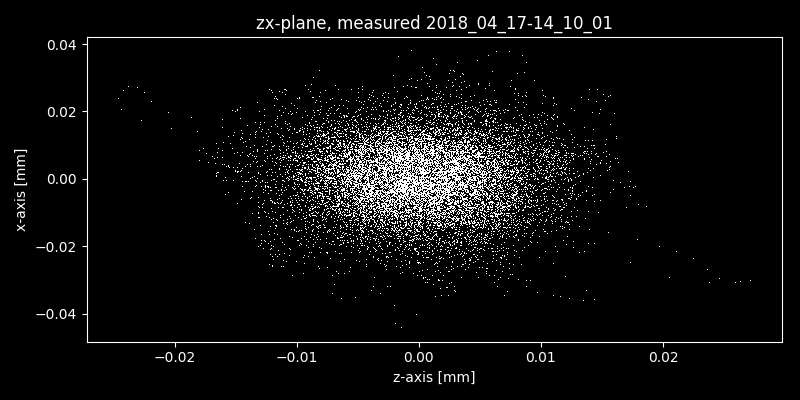 zx-plane, measured 2018_04_17-14_10_01
0.04
0.02
0.00
−0.02
−0.04
x-axis [mm]
−0.02 −0.01 0.00 0.01 0.02
z-axis [mm]